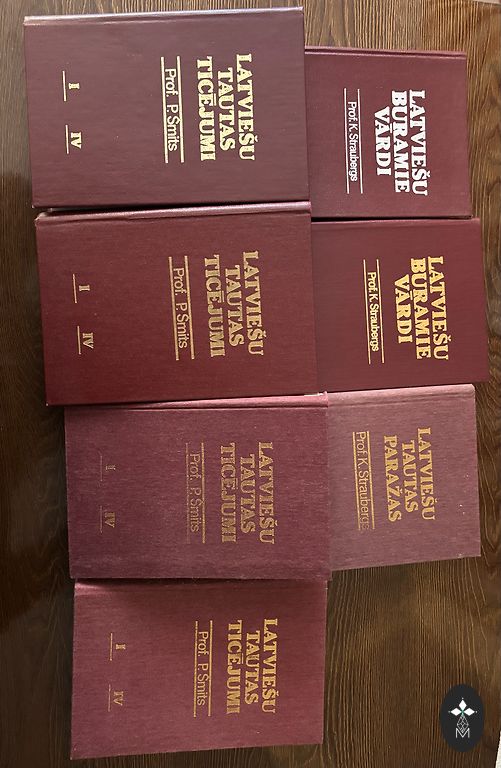 LATVIEŠU
TAUTAS
TICĒJUMI
Prof. P. Šmits
I IV
LATVIEŠU
BURAMIE
VĀRDI
Prof. K. Straubergs
LATVIEŠU
TAUTAS
TICĒJUMI
Prof. P. Šmits
I IV
LATVIEŠU
BURAMIE
VĀRDI
Prof. K. Straubergs
LATVIEŠU
TAUTAS
TICĒJUMI
Prof. P. Šmits
I IV
LATVIEŠU
TAUTAS
PARAŽAS
Prof. K. Straubergs
LATVIEŠU
TAUTAS
TICĒJUMI
Prof. P. Šmits
I IV